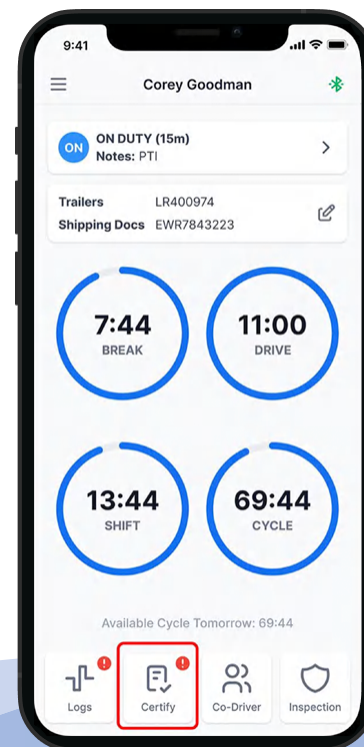 9:41
Corey Goodman
ON
ON DUTY (15m)
Notes: PTI
Trailers LR400974
Shipping Docs EWR7843223
7:44
BREAK
11:00
DRIVE
13:44
SHIFT
69:44
CYCLE
Available Cycle Tomorrow: 69:44
Logs
Certify
Co-Driver
Inspection